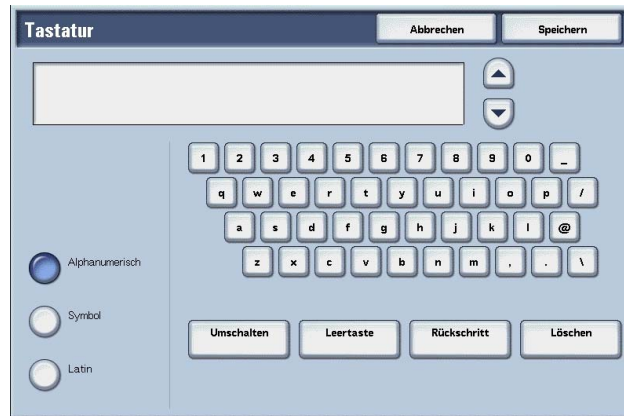 Tastatur Abbrechen Speichern
1 2 3 4 5 6 7 8 9 0 _
q w e r t y u i o p /
a s d f g h j k l @
z x c v b n m , . \
Alphanumerisch
Symbol
Umschalten Leertaste Rückschritt Löschen
Latin